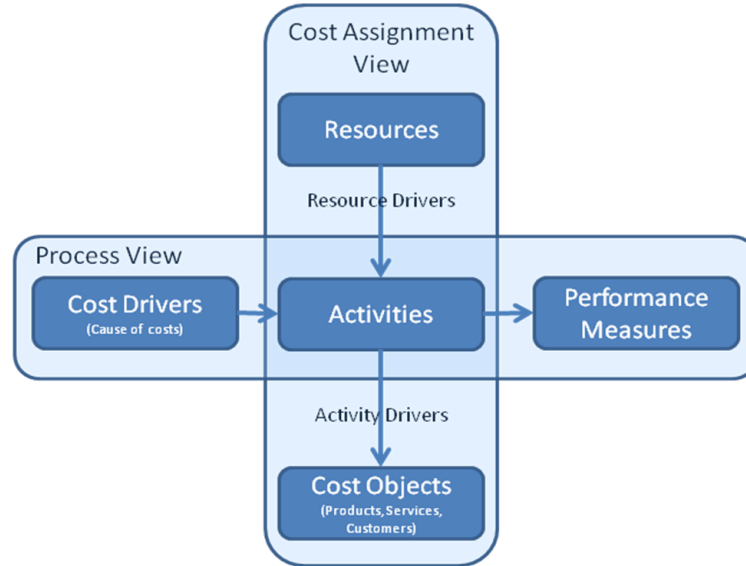 Cost Assignment
View
Resources
Resource Drivers
Process View
Cost Drivers
(Cause of costs)
Activities
Performance
Measures
Activity Drivers
Cost Objects
(Products,Services,
Customers)